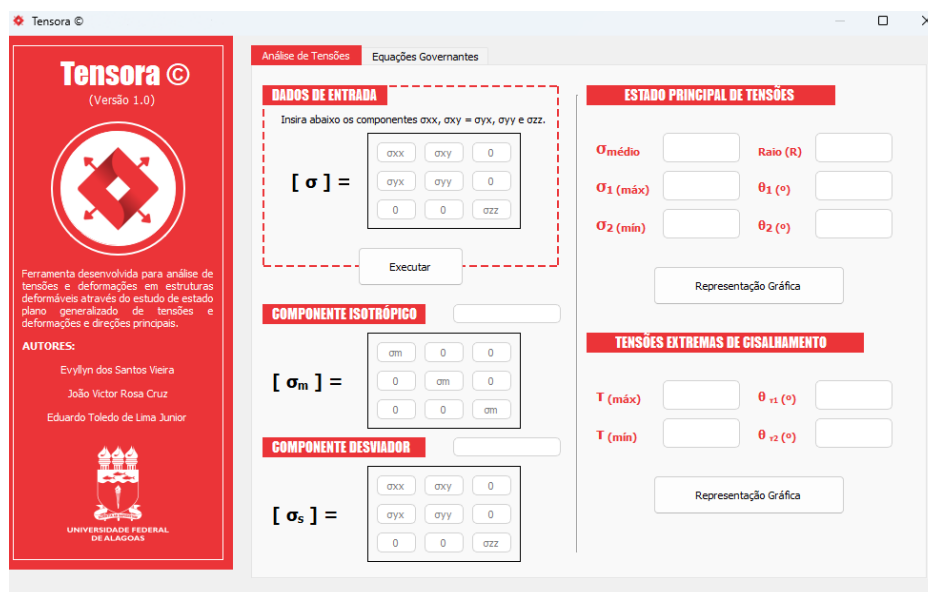 Tensora ©
Tensora ©
(Versão 1.0)
Ferramenta desenvolvida para análise de
tensões e deformações em estruturas
deformáveis através do estudo de estado
plano generalizado de tensões e
deformações e direções principais.
AUTORES:
Evyllyn dos Santos Vieira
João Victor Rosa Cruz
Eduardo Toledo de Lima Junior
UNIVERSIDADE FEDERAL
DE ALAGOAS
Análise de Tensões Equações Governantes
DADOS DE ENTRADA
Insira abaixo os componentes σxx, σxy = σyx, σyy e σzz.
[ σ ] =
σxx σxy 0
σyx σyy 0
0 0 σzz
Executar
COMPONENTE ISOTRÓPICO
[ σm ] =
σm 0 0
0 σm 0
0 0 σm
COMPONENTE DESVIADOR
[ σs ] =
σxx σxy 0
σyx σyy 0
0 0 σzz
ESTADO PRINCIPAL DE TENSÕES
σmédio Raio (R)
σ1 (máx) θ1 (º)
σ2 (mín) θ2 (º)
Representação Gráfica
TENSÕES EXTREMAS DE CISALHAMENTO
τ (máx) θ τ1 (º)
τ (mín) θ τ2 (º)
Representação Gráfica